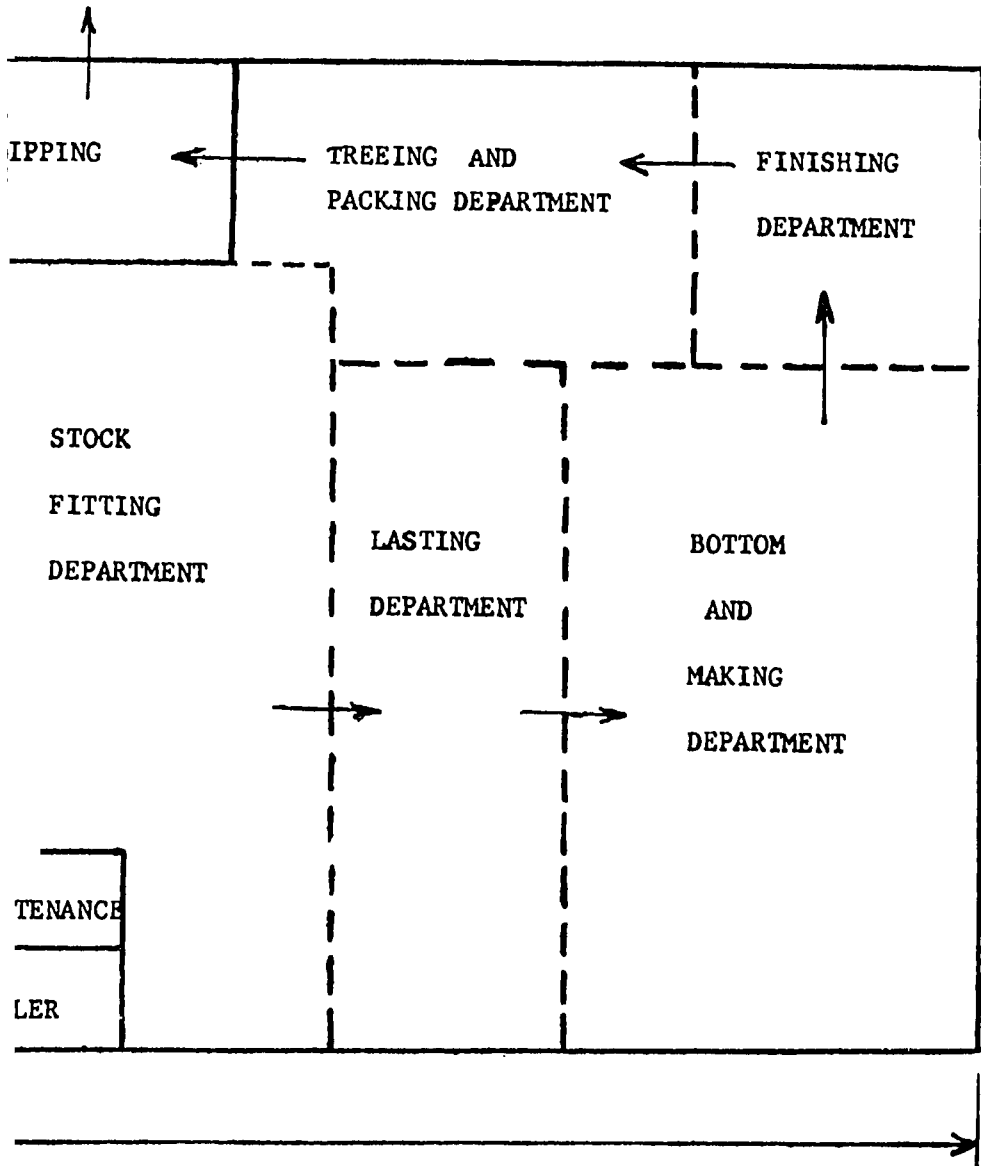 IPPING
TREEING AND
PACKING DEPARTMENT
FINISHING
DEPARTMENT
STOCK
FITTING
DEPARTMENT
LASTING
DEPARTMENT
BOTTOM
AND
MAKING
DEPARTMENT
TENANCE
LER